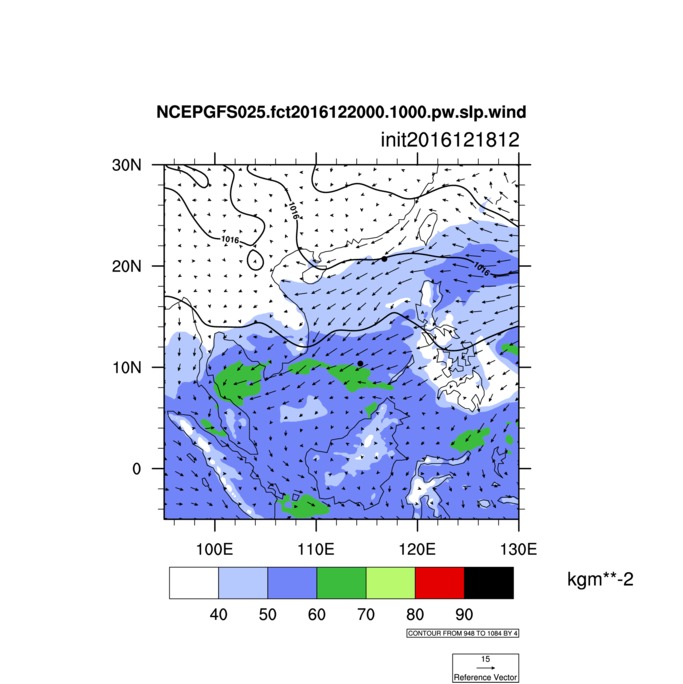 NCEPGFS025.fct2016122000.1000.pw.slp.wind
init2016121812
30N
1016
1016
20N
1016
10N
0
100E 110E 120E 130E
kgm**-2
40 50 60 70 80 90
CONTOUR FROM 948 TO 1084 BY 4
15
Reference Vector